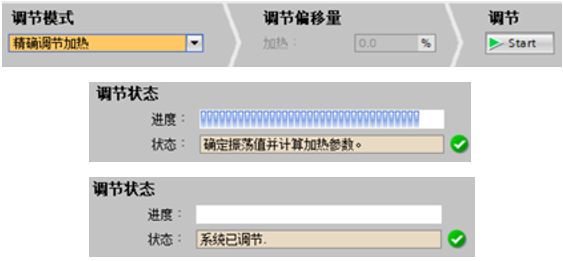 调节模式
调节偏移量
调节
精确调节加热
加热：
0.0
%
Start
调节状态
进度：
状态：
确定振荡值并计算加热参数。
调节状态
进度：
状态：
系统已调节.